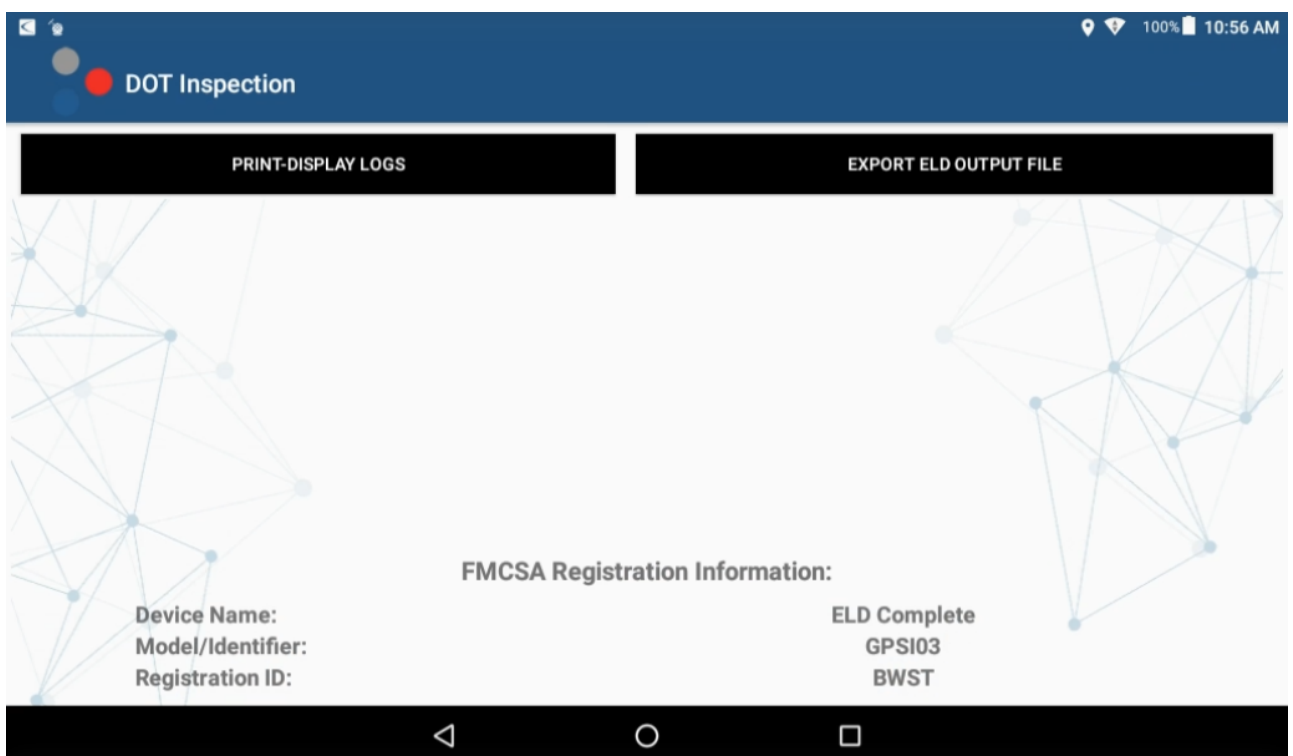 100% 10:56 AM
DOT Inspection
PRINT-DISPLAY LOGS
EXPORT ELD OUTPUT FILE
FMCSA Registration Information:
Device Name: ELD Complete
Model/Identifier: GPSI03
Registration ID: BWST